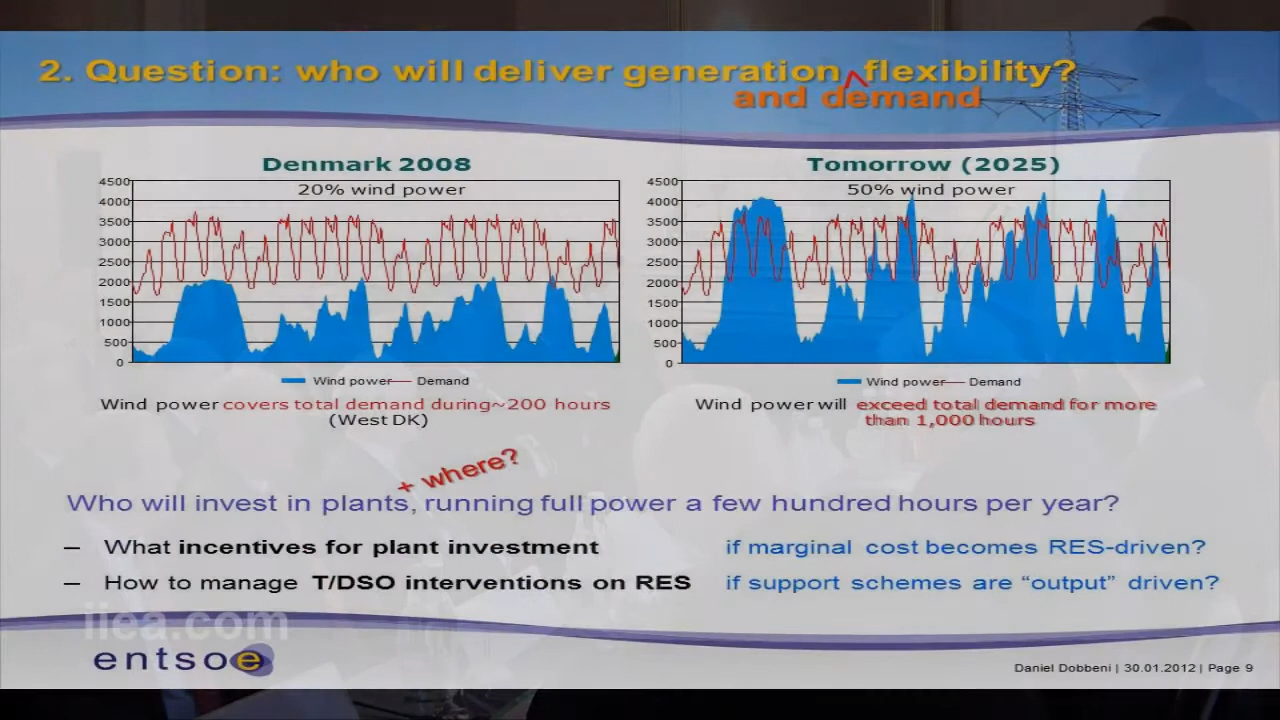 2. Question: who will deliver generation ^ flexibility?
and demand
Denmark 2008
20% wind power
4500
4000
3500
3000
2500
2000
1500
1000
500
0
Wind power Demand
Wind power covers total demand during~200 hours
(West DK)
Tomorrow (2025)
50% wind power
4500
4000
3500
3000
2500
2000
1500
1000
500
0
Wind power Demand
Wind power will exceed total demand for more
than 1,000 hours
+ where?
Who will invest in plants, running full power a few hundred hours per year?
– What incentives for plant investment if marginal cost becomes RES-driven?
– How to manage T/DSO interventions on RES if support schemes are “output” driven?
iiea.com
entsoe
Daniel Dobbeni | 30.01.2012 | Page 9